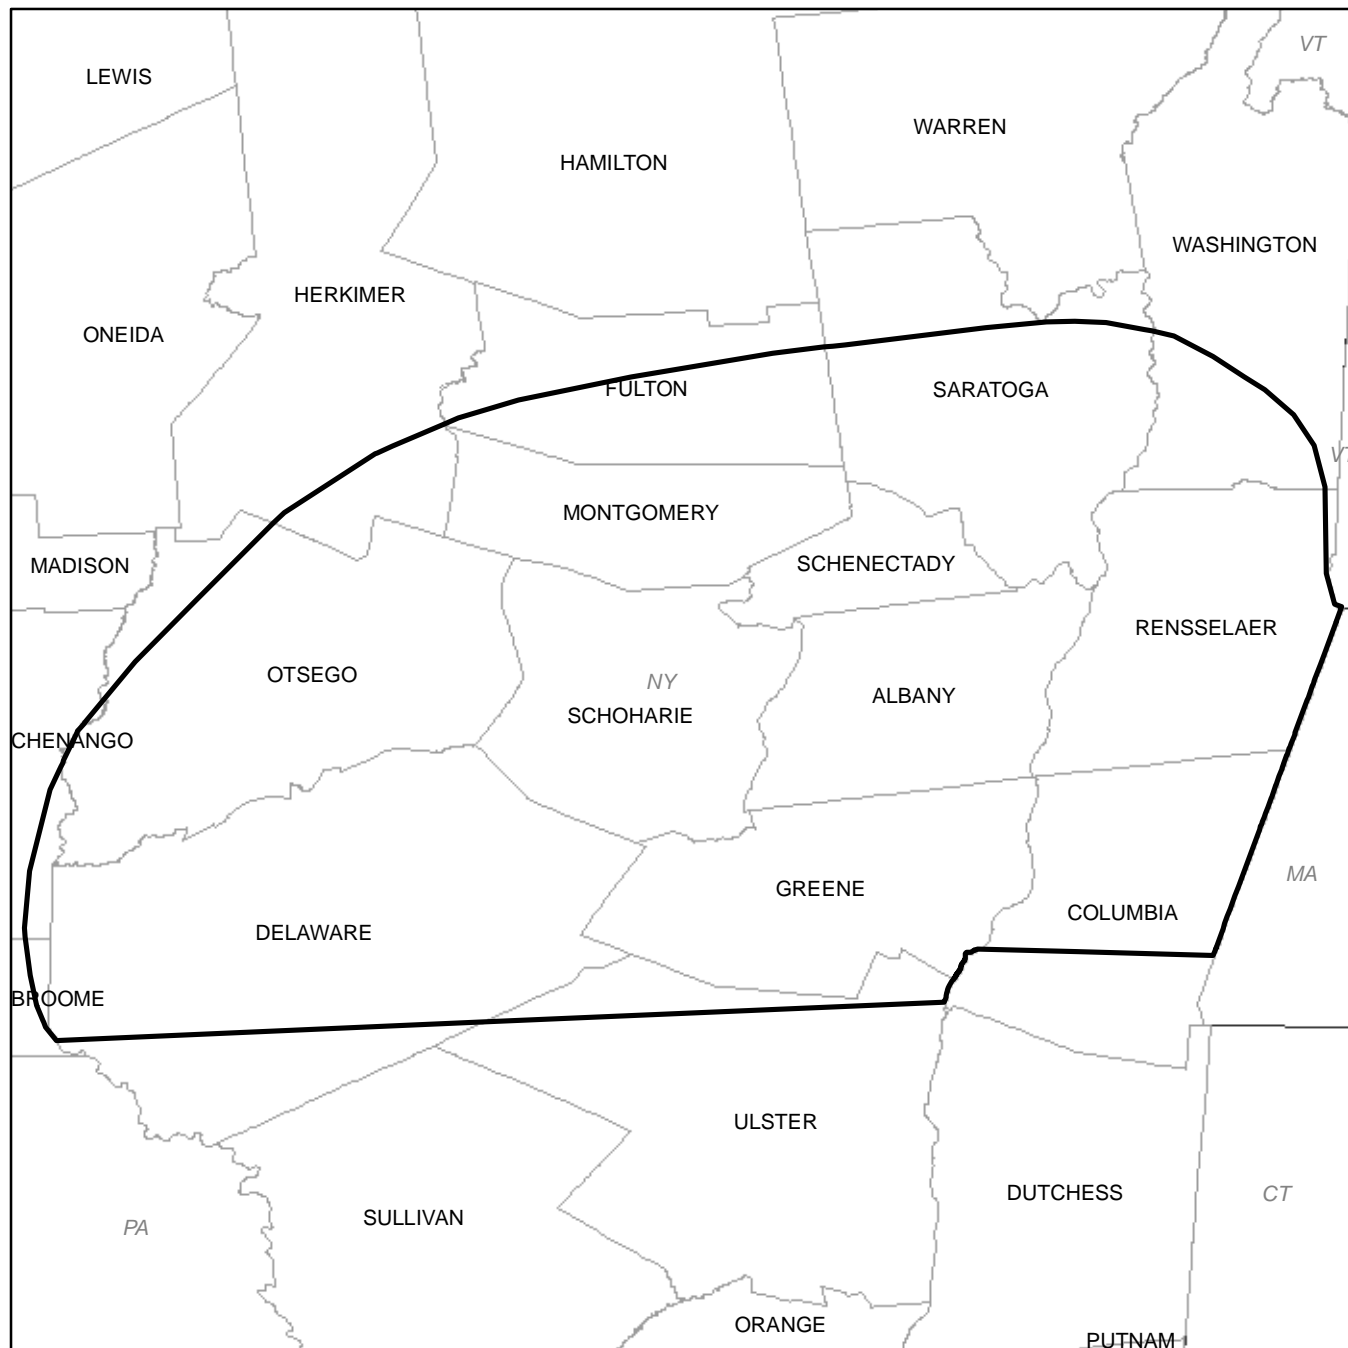 VT
LEWIS
WARREN
HAMILTON
WASHINGTON
HERKIMER
ONEIDA
FULTON
SARATOGA
VT
MONTGOMERY
MADISON
SCHENECTADY
RENSSELAER
OTSEGO
NY
ALBANY
SCHOHARIE
CHENANGO
MA
GREENE
COLUMBIA
DELAWARE
BROOME
ULSTER
DUTCHESS
CT
SULLIVAN
PA
ORANGE
PUTNAM